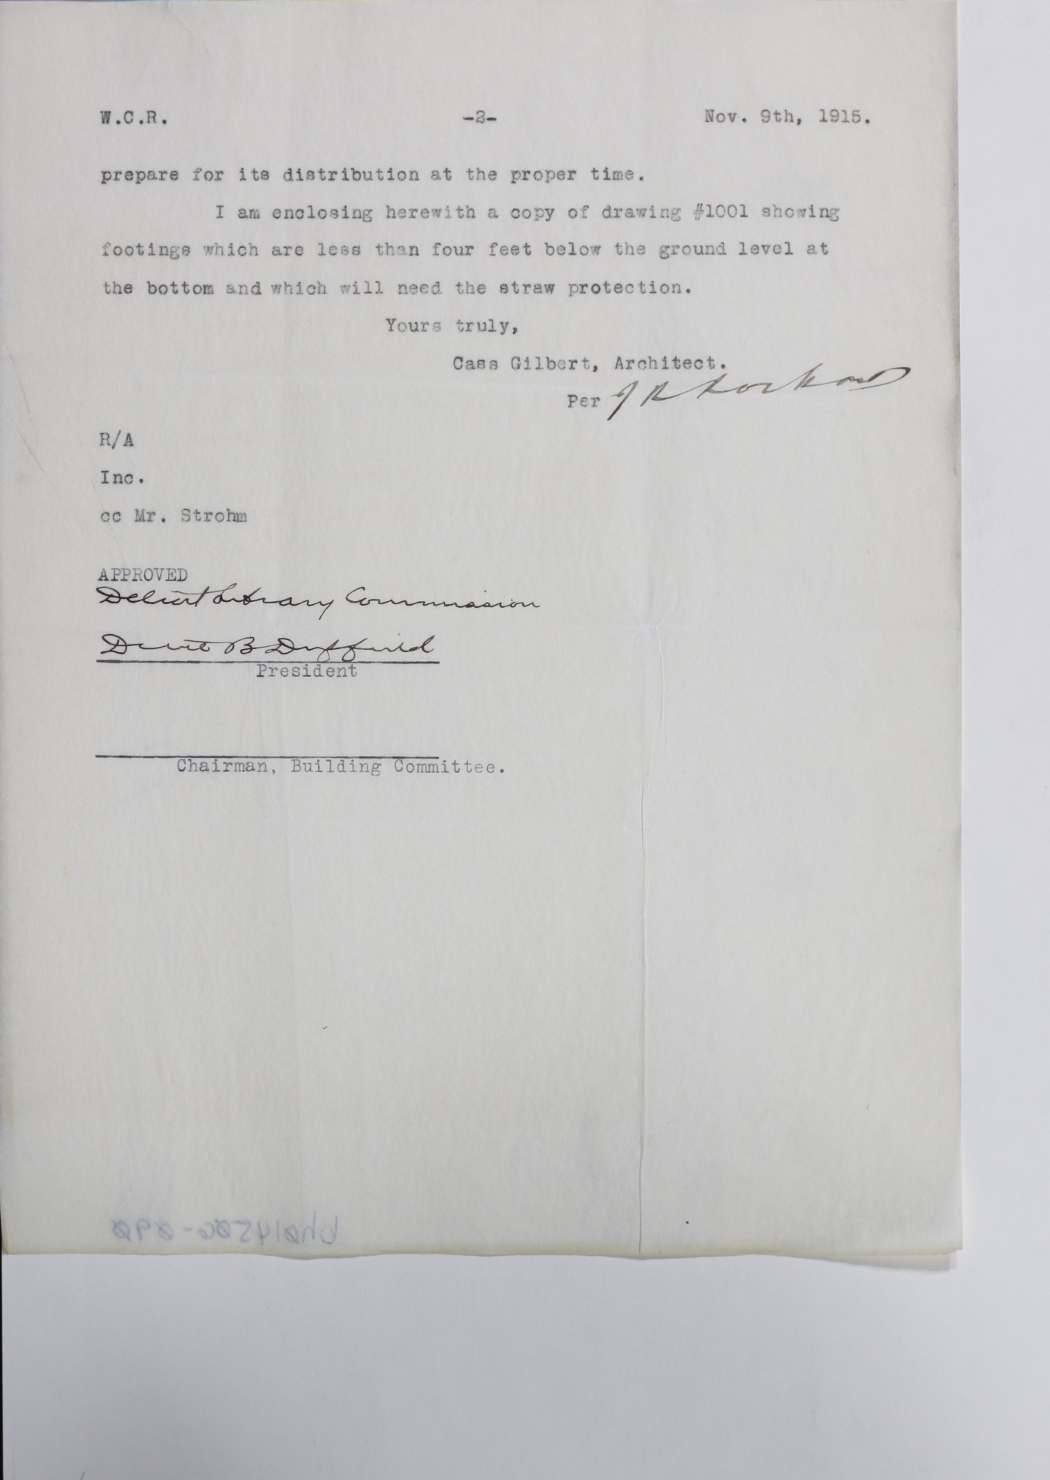 W.C.R. -2- Nov. 9th, 1915.
prepare for its distribution at the proper time.
I am enclosing herewith a copy of drawing #1001 showing
footings which are less than four feet below the ground level at
the bottom and which will need the straw protection.
Yours truly,
Cass Gilbert, Architect.
Per J R Rockart
R/A
Inc.
cc Mr. Strohm
APPROVED
Detroit Library Commission
Divie B Duffield
President
Chairman, Building Committee.